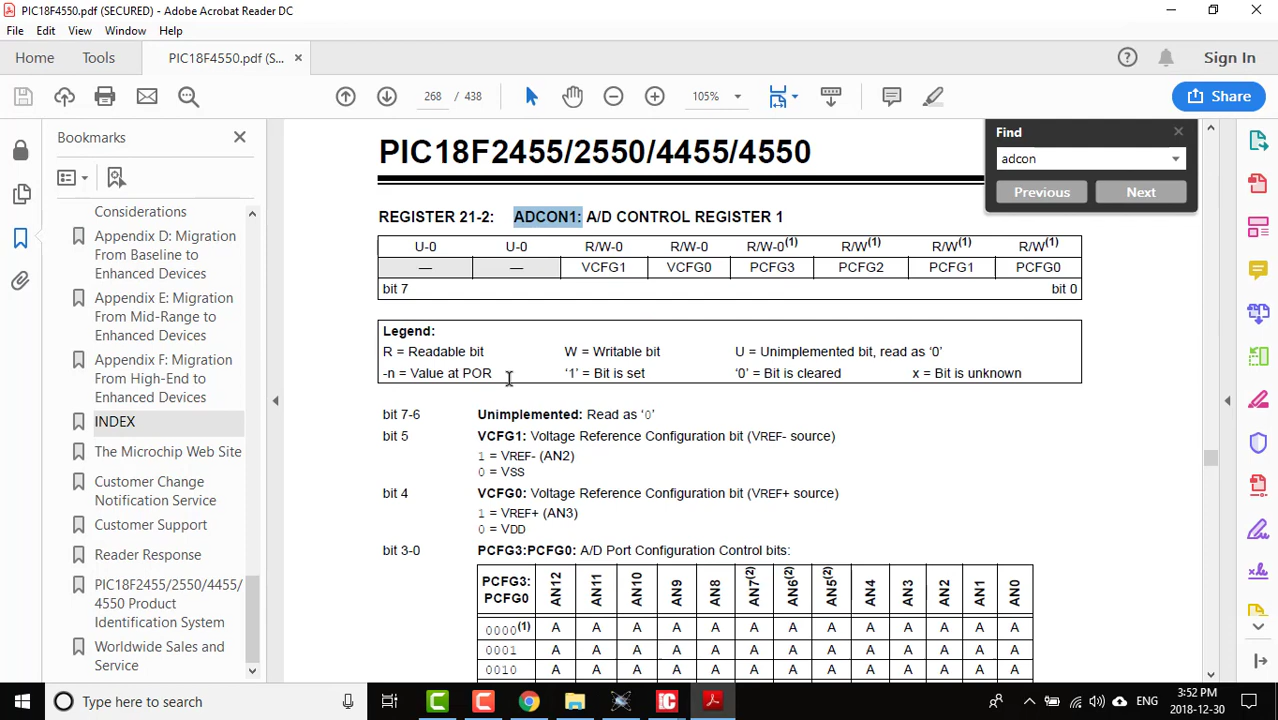 PIC18F4550.pdf (SECURED) - Adobe Acrobat Reader DC
File Edit View Window Help
Home Tools PIC18F4550.pdf (S... × Sign In
268 / 438 105% Share
Bookmarks
Considerations
Appendix D: Migration
From Baseline to
Enhanced Devices
Appendix E: Migration
From Mid-Range to
Enhanced Devices
Appendix F: Migration
From High-End to
Enhanced Devices
INDEX
The Microchip Web Site
Customer Change
Notification Service
Customer Support
Reader Response
PIC18F2455/2550/4455/
4550 Product
Identification System
Worldwide Sales and
Service
Find
adcon
Previous Next
PIC18F2455/2550/4455/4550
REGISTER 21-2: ADCON1: A/D CONTROL REGISTER 1
U-0 U-0 R/W-0 R/W-0 R/W-0(1) R/W(1) R/W(1) R/W(1)
— — VCFG1 VCFG0 PCFG3 PCFG2 PCFG1 PCFG0
bit 7 bit 0
Legend:
R = Readable bit W = Writable bit U = Unimplemented bit, read as ‘0’
-n = Value at POR ‘1’ = Bit is set ‘0’ = Bit is cleared x = Bit is unknown
bit 7-6 Unimplemented: Read as ‘0’
bit 5 VCFG1: Voltage Reference Configuration bit (VREF- source)
1 = VREF- (AN2)
0 = VSS
bit 4 VCFG0: Voltage Reference Configuration bit (VREF+ source)
1 = VREF+ (AN3)
0 = VDD
bit 3-0 PCFG3:PCFG0: A/D Port Configuration Control bits:
PCFG3: PCFG0 AN12 AN11 AN10 AN9 AN8 AN7(2) AN6(2) AN5(2) AN4 AN3 AN2 AN1 AN0
0000(1) A A A A A A A A A A A A A
0001 A A A A A A A A A A A A A
0010 A A A A A A A A A A A A A
Type here to search
ENG
3:52 PM
2018-12-30